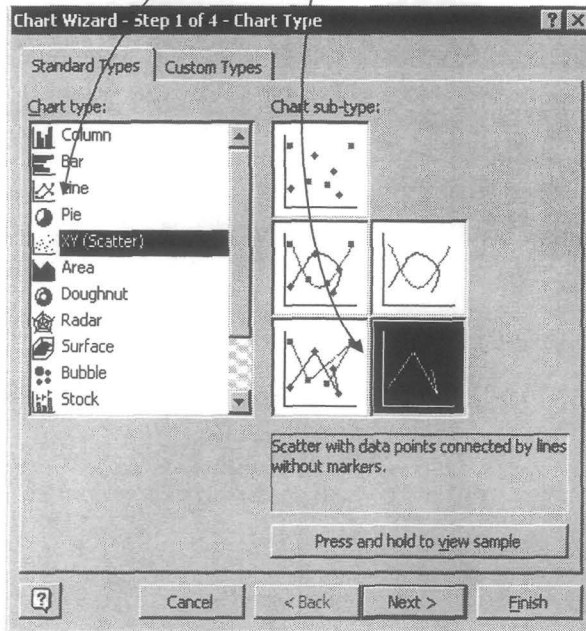 Chart Wizard - Step 1 of 4 - Chart Type
Standard Types
Custom Types
Chart type:
Chart sub-type:
Column
Bar
Line
Pie
XY (Scatter)
Area
Doughnut
Radar
Surface
Bubble
Stock
Scatter with data points connected by lines
without markers.
Press and hold to view sample
Cancel
< Back
Next >
Finish